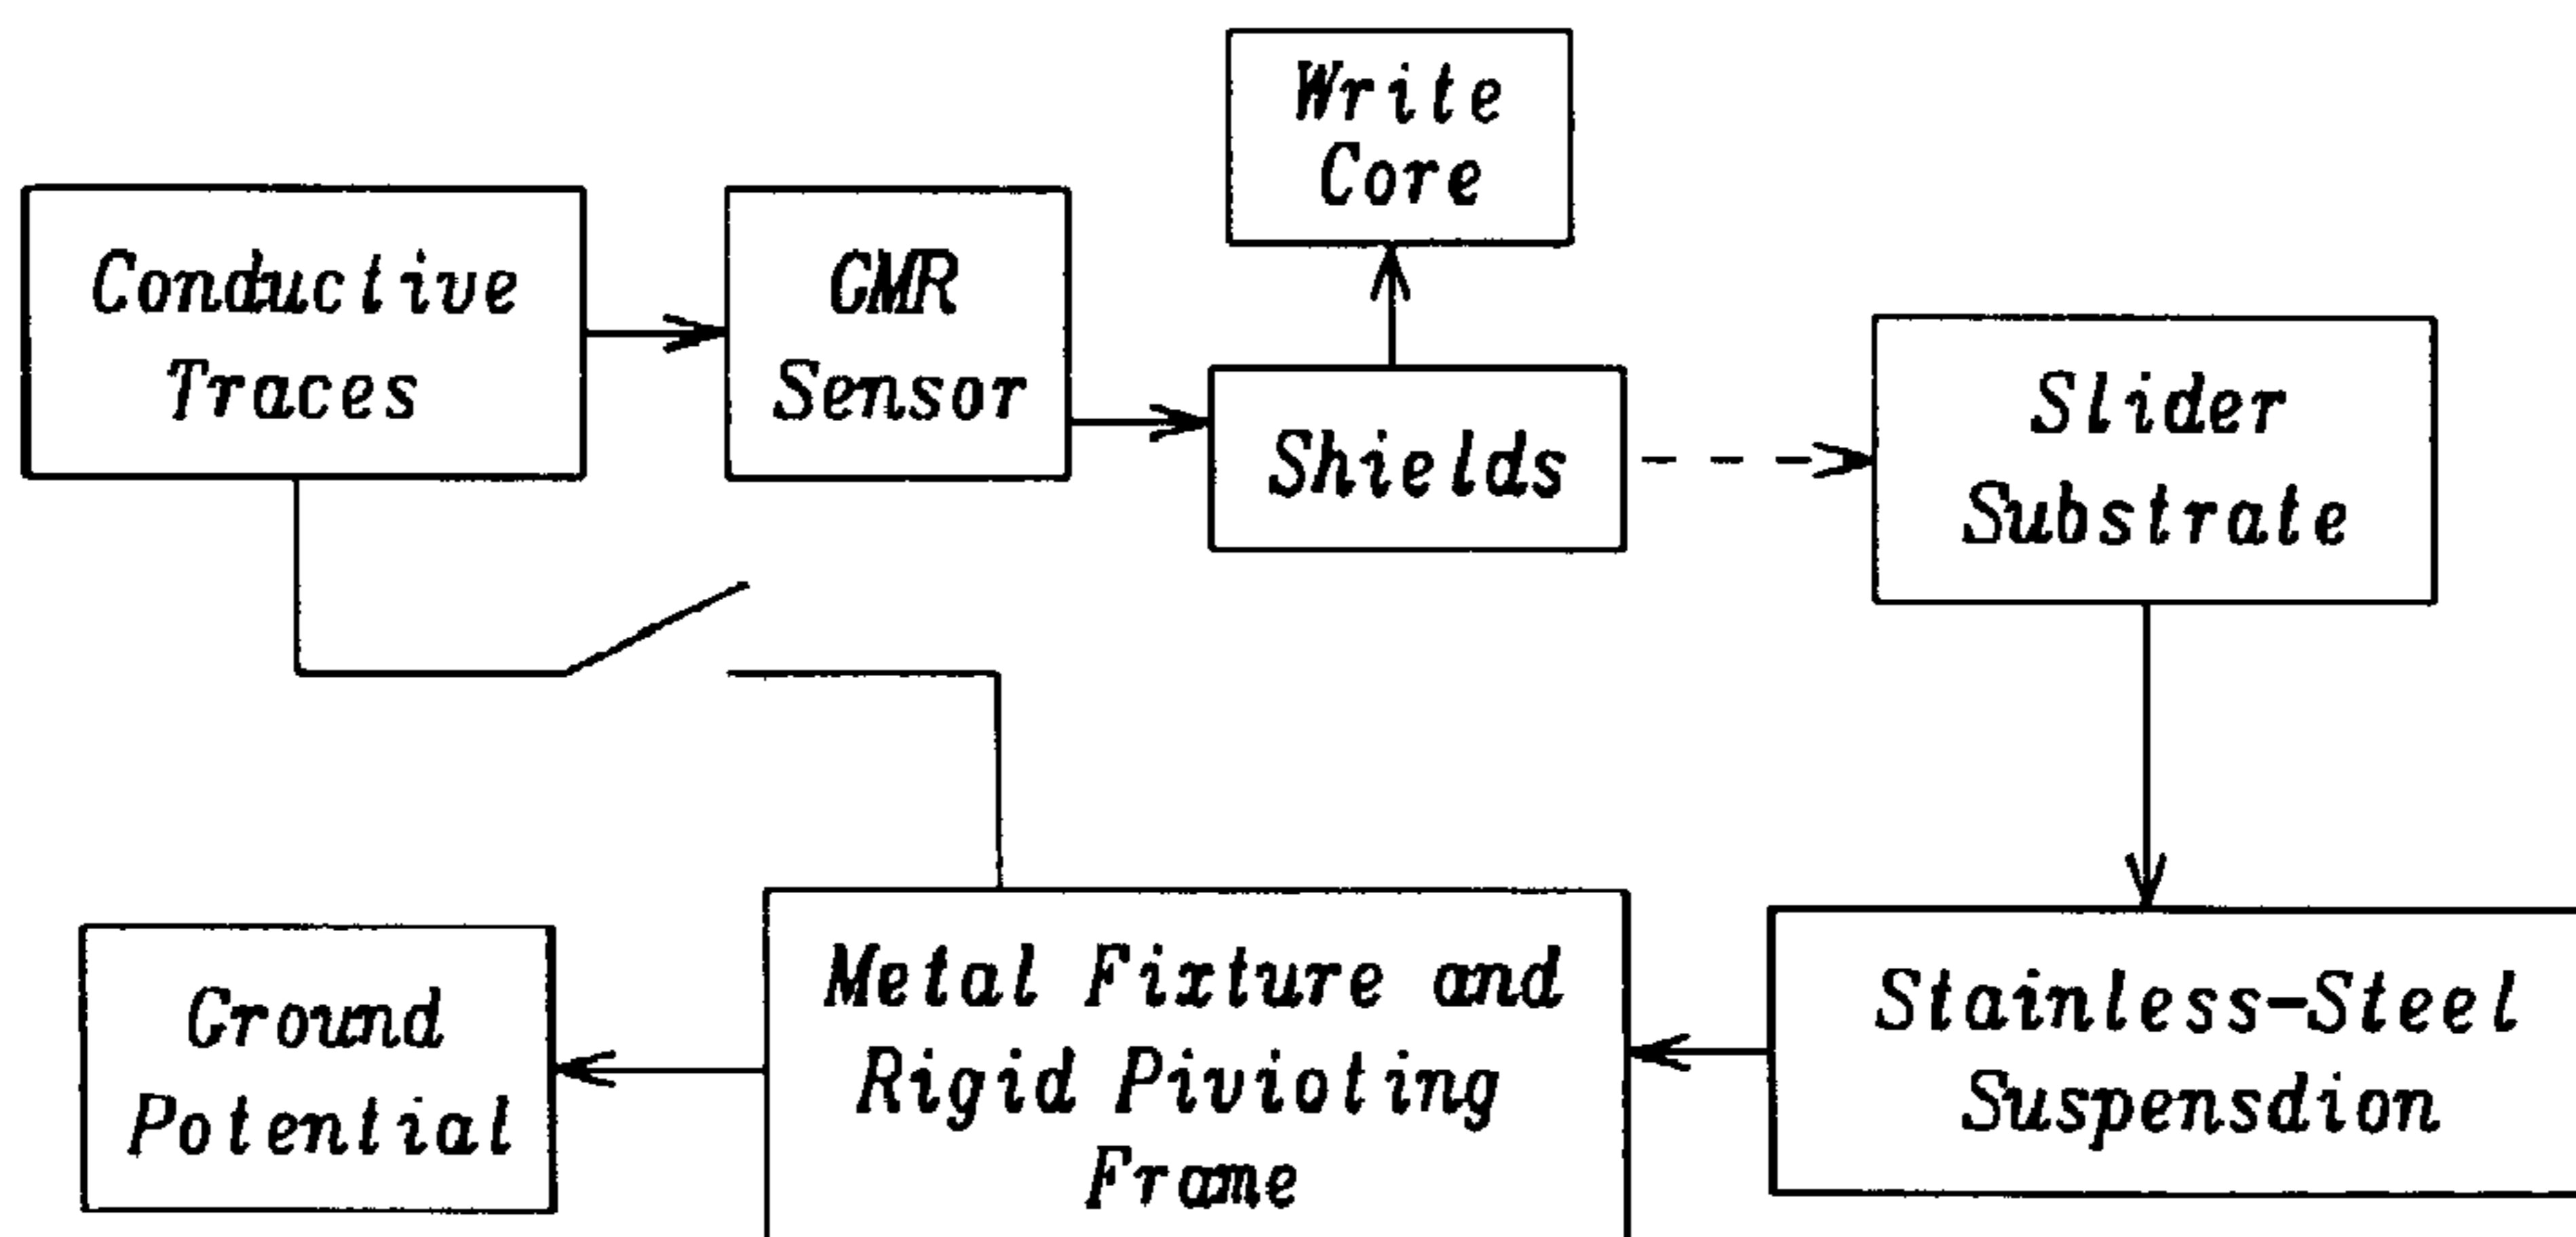 Write
Core
Conductive
Traces
GMR
Sensor
Shields
Slider
Substrate
Ground
Potential
Metal Fixture and
Rigid Pivioting
Frame
Stainless-Steel
Suspensdion